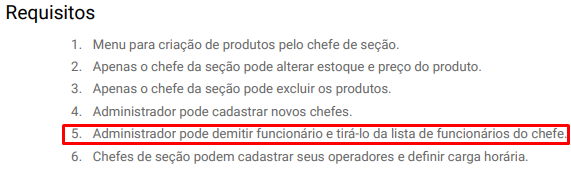 Requisitos
1. Menu para criação de produtos pelo chefe de seção.
2. Apenas o chefe da seção pode alterar estoque e preço do produto.
3. Apenas o chefe da seção pode excluir os produtos.
4. Administrador pode cadastrar novos chefes.
5. Administrador pode demitir funcionário e tirá-lo da lista de funcionários do chefe.
6. Chefes de seção podem cadastrar seus operadores e definir carga horária.